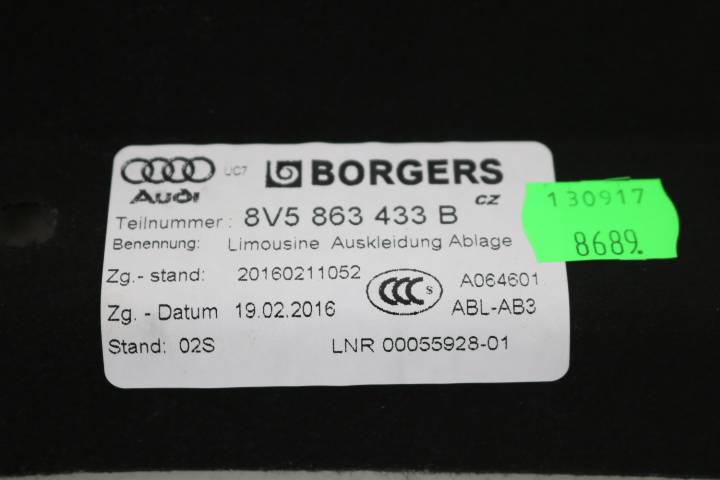 UC7 BORGERS
Audi CZ
Teilnummer: 8V5 863 433 B
Benennung: Limousine Auskleidung Ablage
Zg.- stand: 20160211052
CCC S A064601
Zg. - Datum 19.02.2016 ABL-AB3
Stand: 02S LNR 00055928-01
130917
8689.